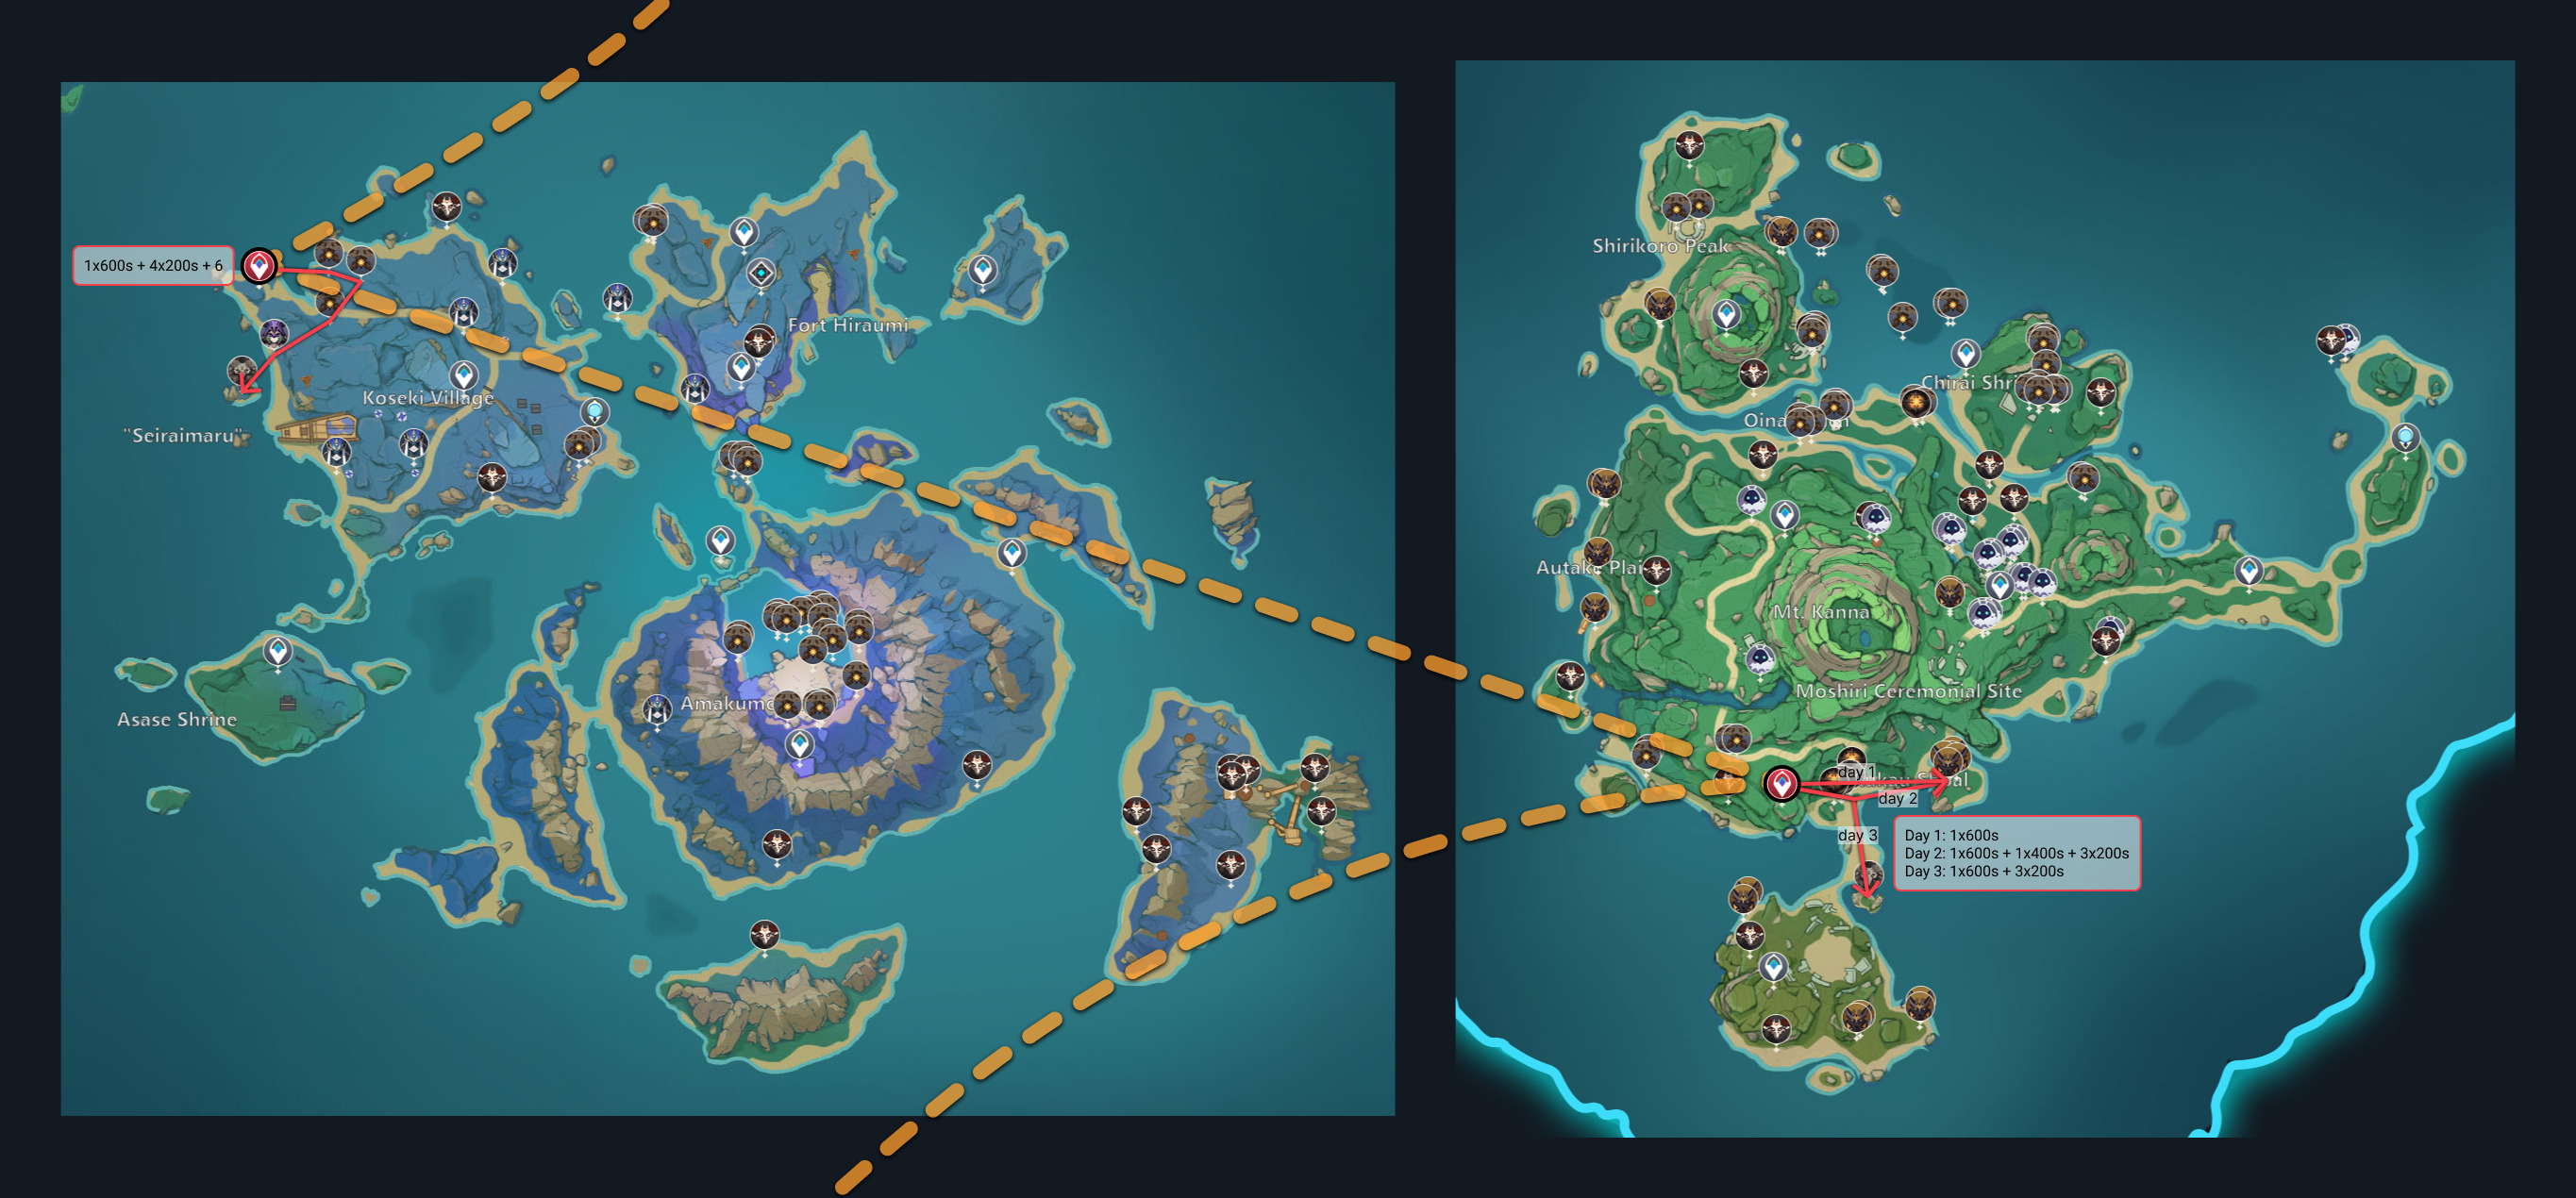 1x600s + 4x200s + 6
Fort Hiraumi
Koseki Village
"Seiraimaru"
Asase Shrine
Shirikoro Peak
Mt. Kanna
Moshiri Ceremonial Site
day 1
day 2
day 3
Day 1: 1x600s
Day 2: 1x600s + 1x400s + 3x200s
Day 3: 1x600s + 3x200s